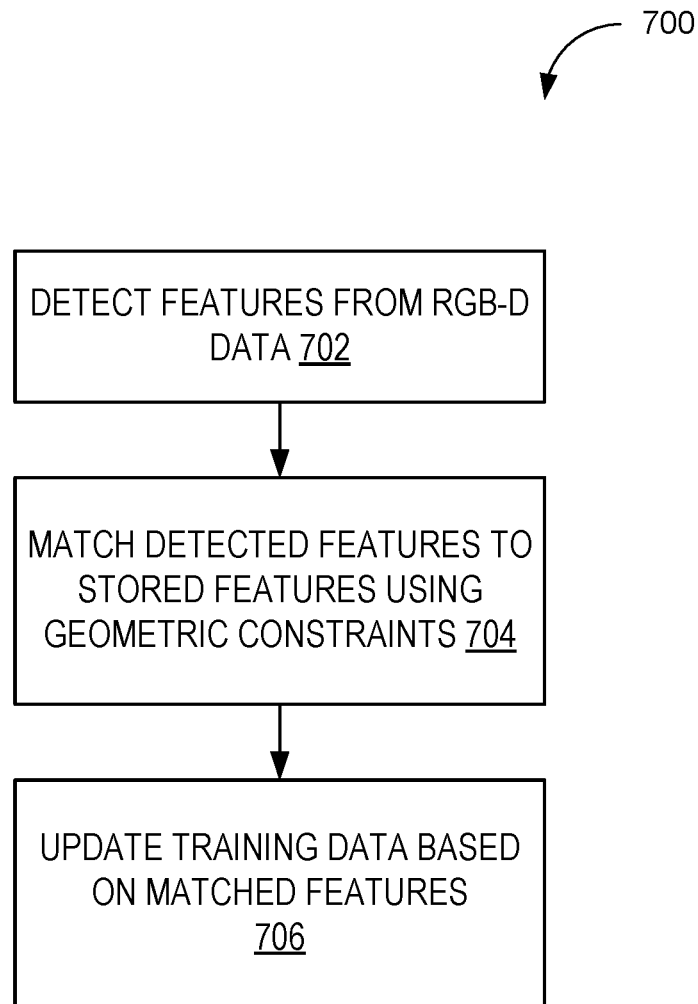 700
DETECT FEATURES FROM RGB-D
DATA 702
MATCH DETECTED FEATURES TO
STORED FEATURES USING
GEOMETRIC CONSTRAINTS 704
UPDATE TRAINING DATA BASED
ON MATCHED FEATURES
706